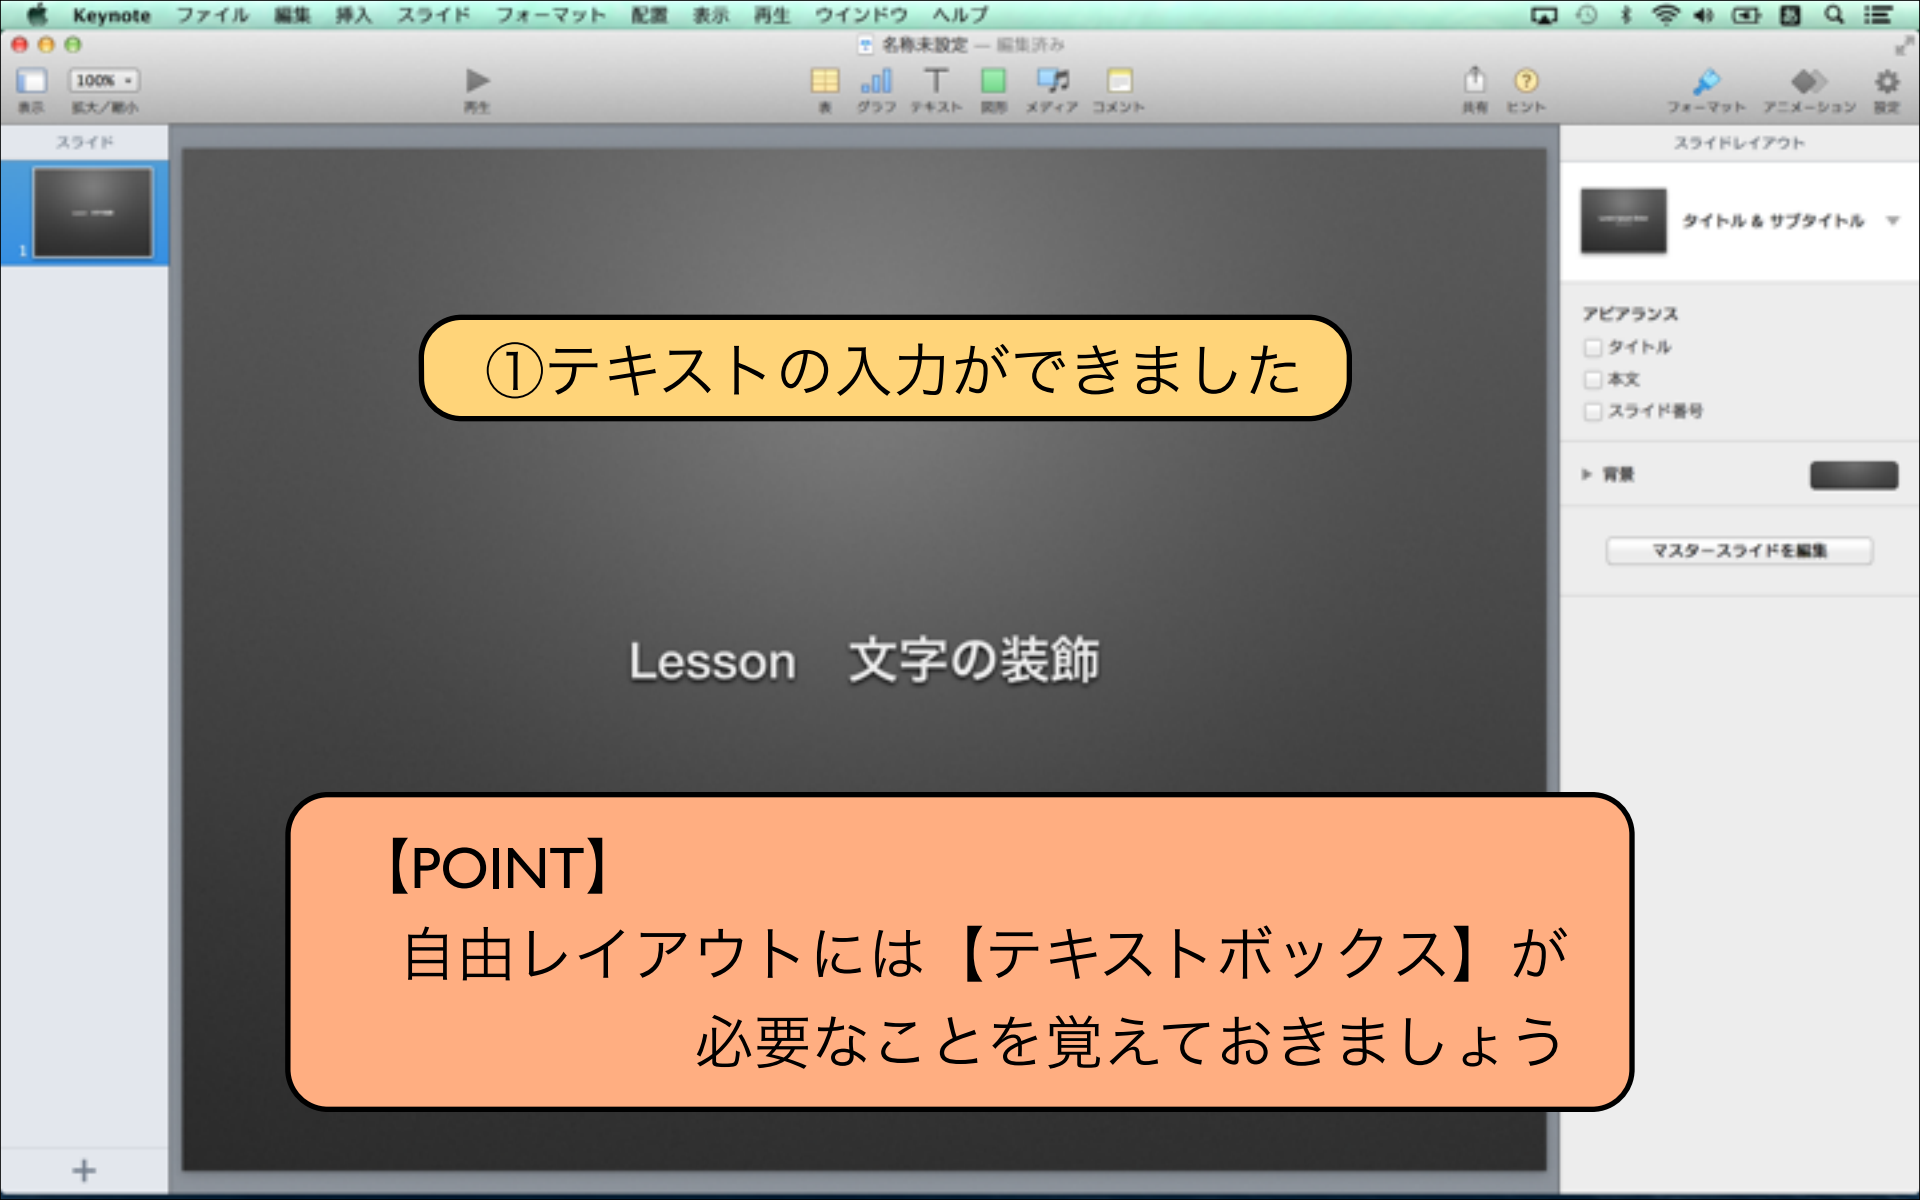 Keynote ファイル 編集 挿入 スライド フォーマット 配置 表示 再生 ウインドウ ヘルプ
名称未設定 — 編集済み
100%
表示 拡大/縮小 再生 表 グラフ テキスト 図形 メディア コメント 共有 ヒント フォーマット アニメーション 設定
スライド
スライドレイアウト
1
タイトル & サブタイトル
アピアランス
タイトル
本文
スライド番号
背景
マスタースライドを編集
①テキストの入力ができました
Lesson　文字の装飾
【POINT】
自由レイアウトには【テキストボックス】が
必要なことを覚えておきましょう